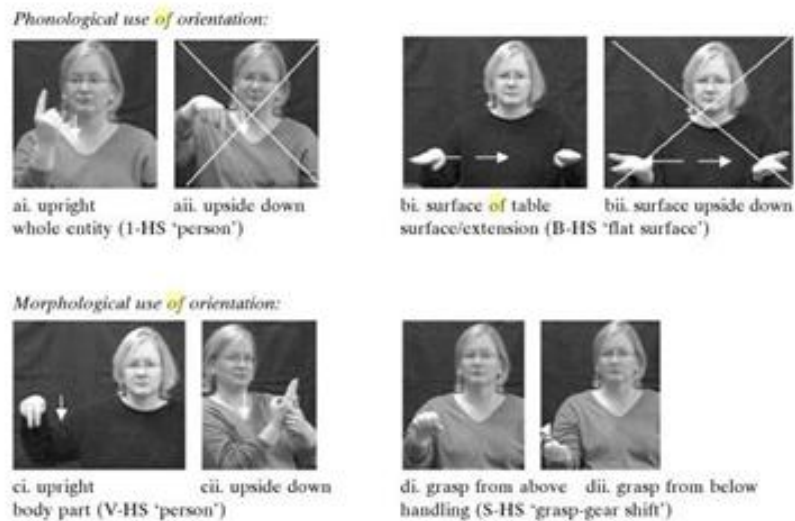 Phonological use of orientation:
ai. upright
aii. upside down
whole entity (1-HS ‘person’)
bi. surface of table
bii. surface upside down
surface/extension (B-HS ‘flat surface’)
Morphological use of orientation:
ci. upright
cii. upside down
body part (V-HS ‘person’)
di. grasp from above
dii. grasp from below
handling (S-HS ‘grasp-gear shift’)